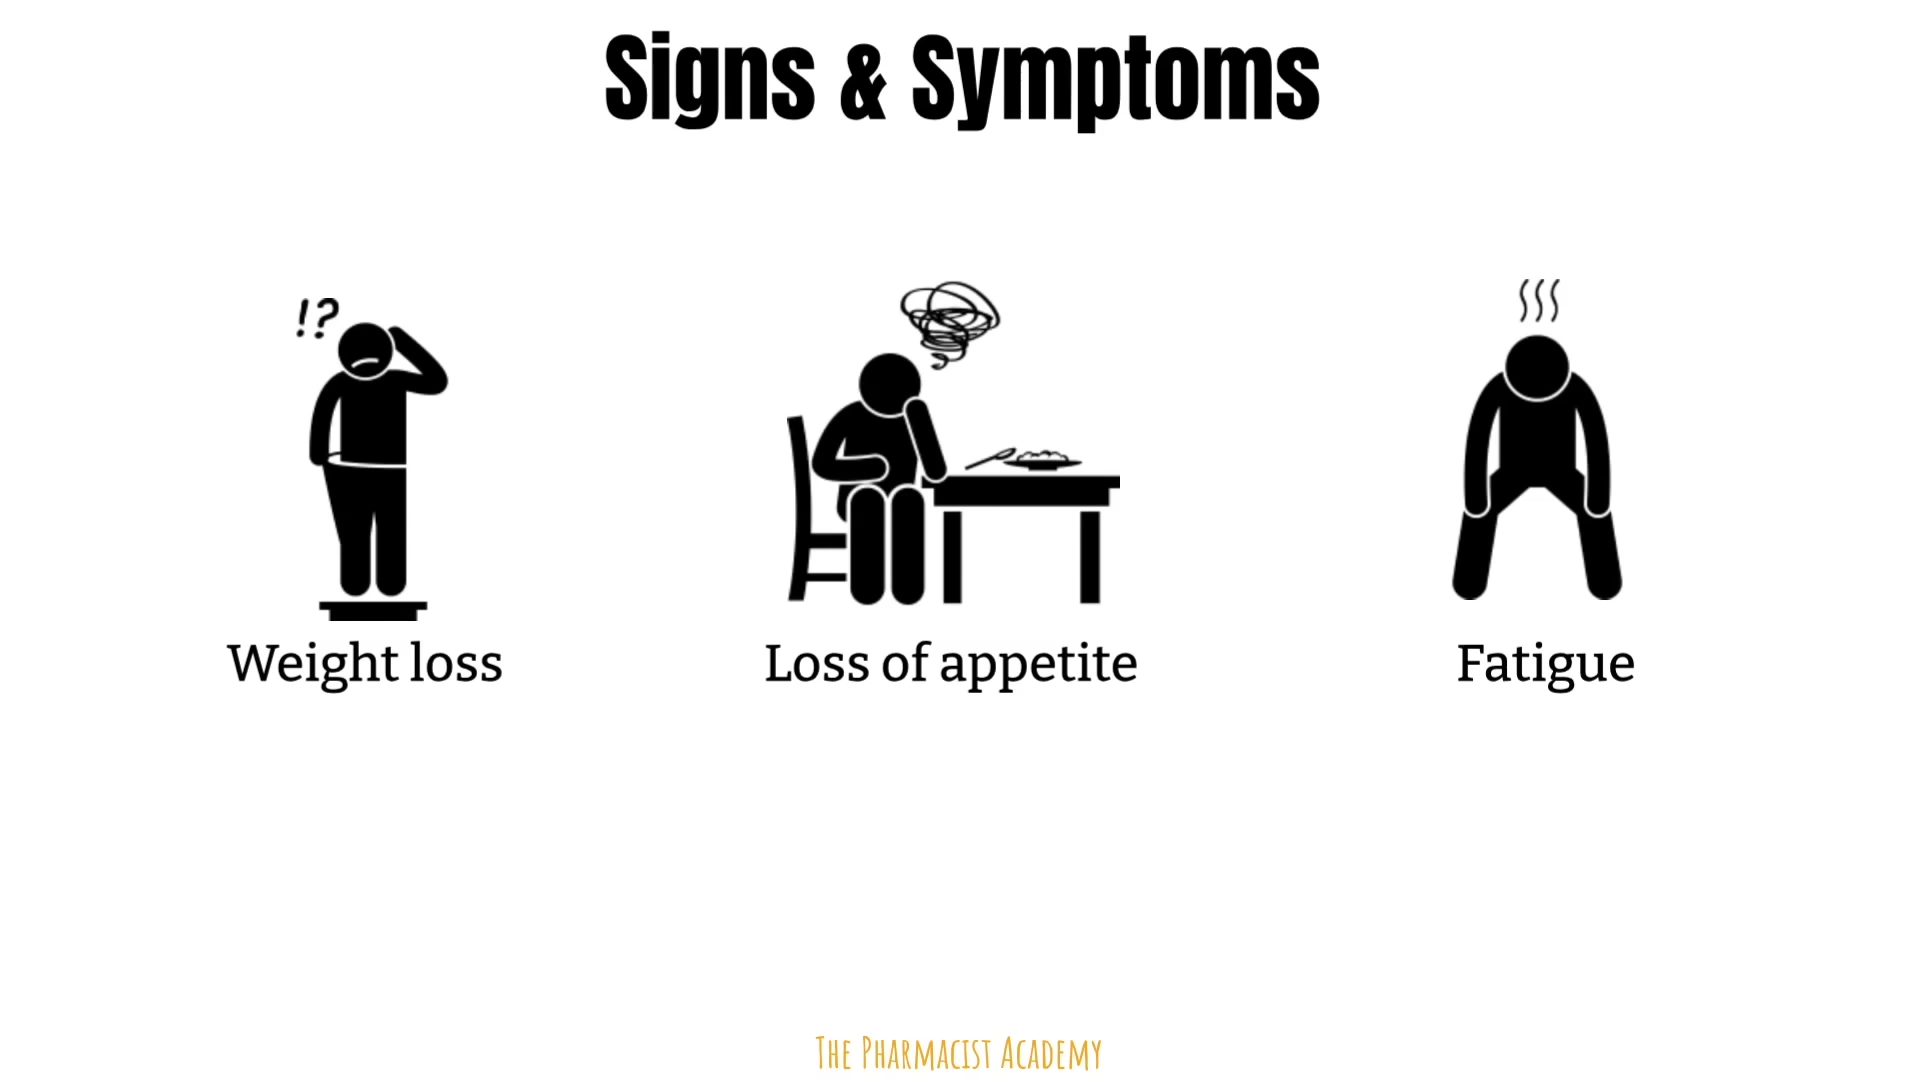 Signs & Symptoms
!?
Weight loss
Loss of appetite
Fatigue
The Pharmacist Academy